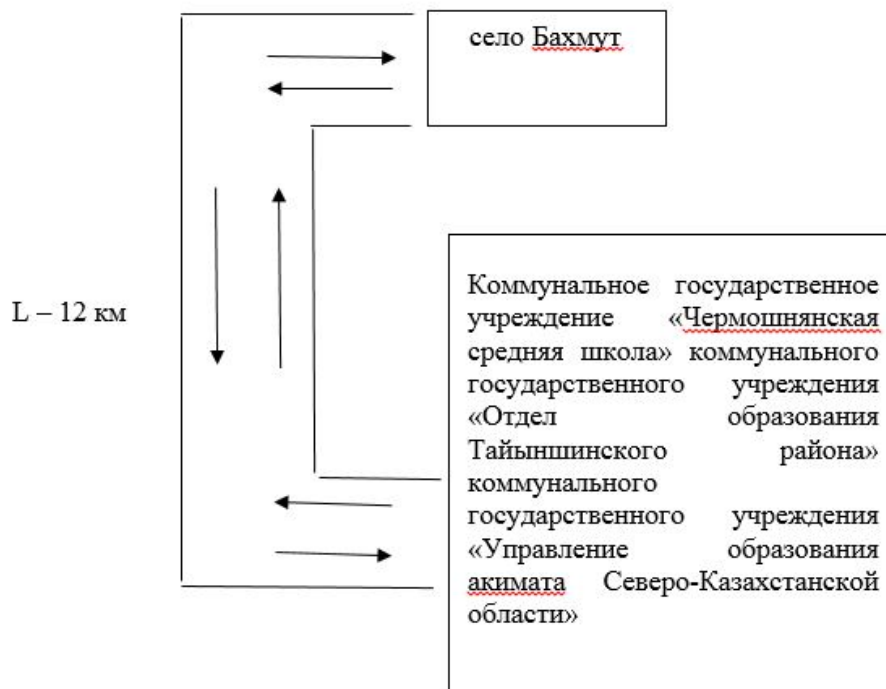 село Бахмут
L – 12 км
Коммунальное государственное
учреждение «Чермошнянская
средняя школа» коммунального
государственного учреждения
«Отдел образования
Тайыншинского района»
коммунального
государственного учреждения
«Управление образования
акимата Северо-Казахстанской
области»